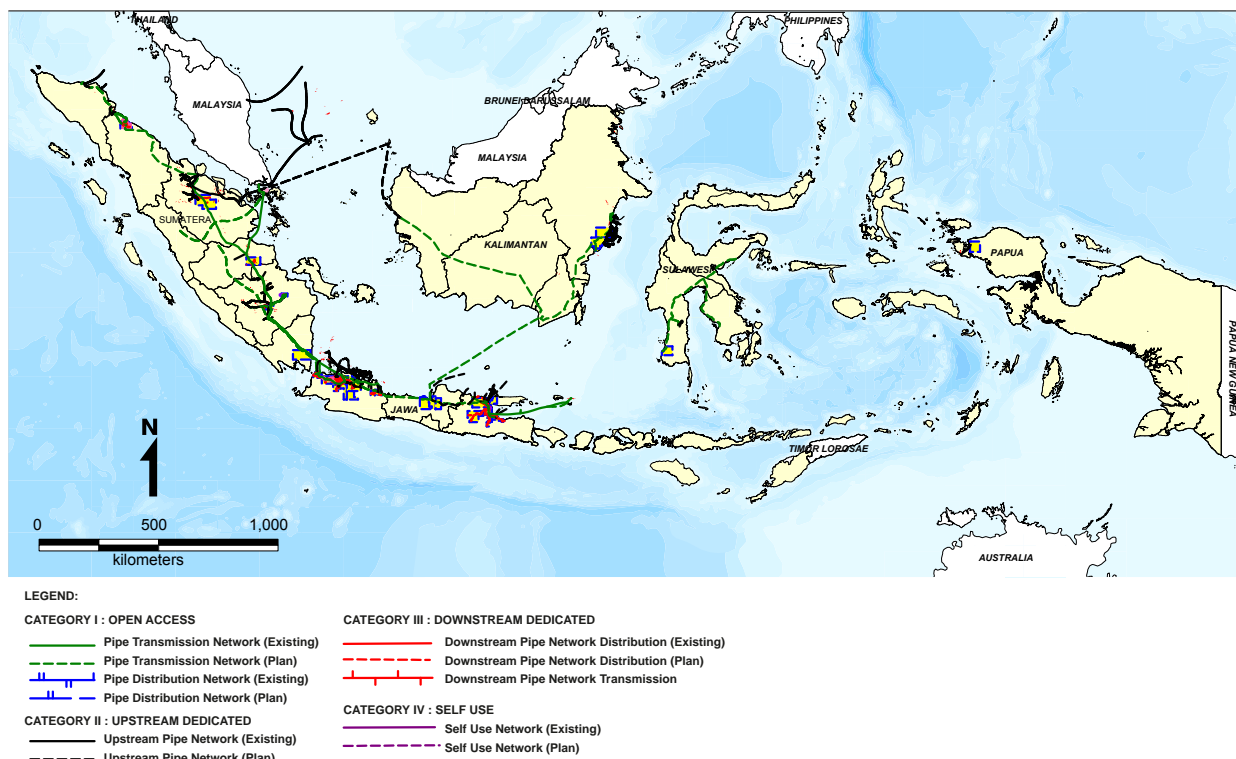 THAILAND
PHILIPPINES
MALAYSIA
BRUNEI DARUSSALAM
MALAYSIA
SUMATERA
KALIMANTAN
SULAWESI
PAPUA
PAPUA NEW GUINEA
JAWA
TIMOR LOROSAE
N
0 500 1,000
kilometers
AUSTRALIA
LEGEND:
CATEGORY I : OPEN ACCESS
Pipe Transmission Network (Existing)
Pipe Transmission Network (Plan)
Pipe Distribution Network (Existing)
Pipe Distribution Network (Plan)
CATEGORY II : UPSTREAM DEDICATED
Upstream Pipe Network (Existing)
Upstream Pipe Network (Plan)
CATEGORY III : DOWNSTREAM DEDICATED
Downstream Pipe Network Distribution (Existing)
Downstream Pipe Network Distribution (Plan)
Downstream Pipe Network Transmission
CATEGORY IV : SELF USE
Self Use Network (Existing)
Self Use Network (Plan)